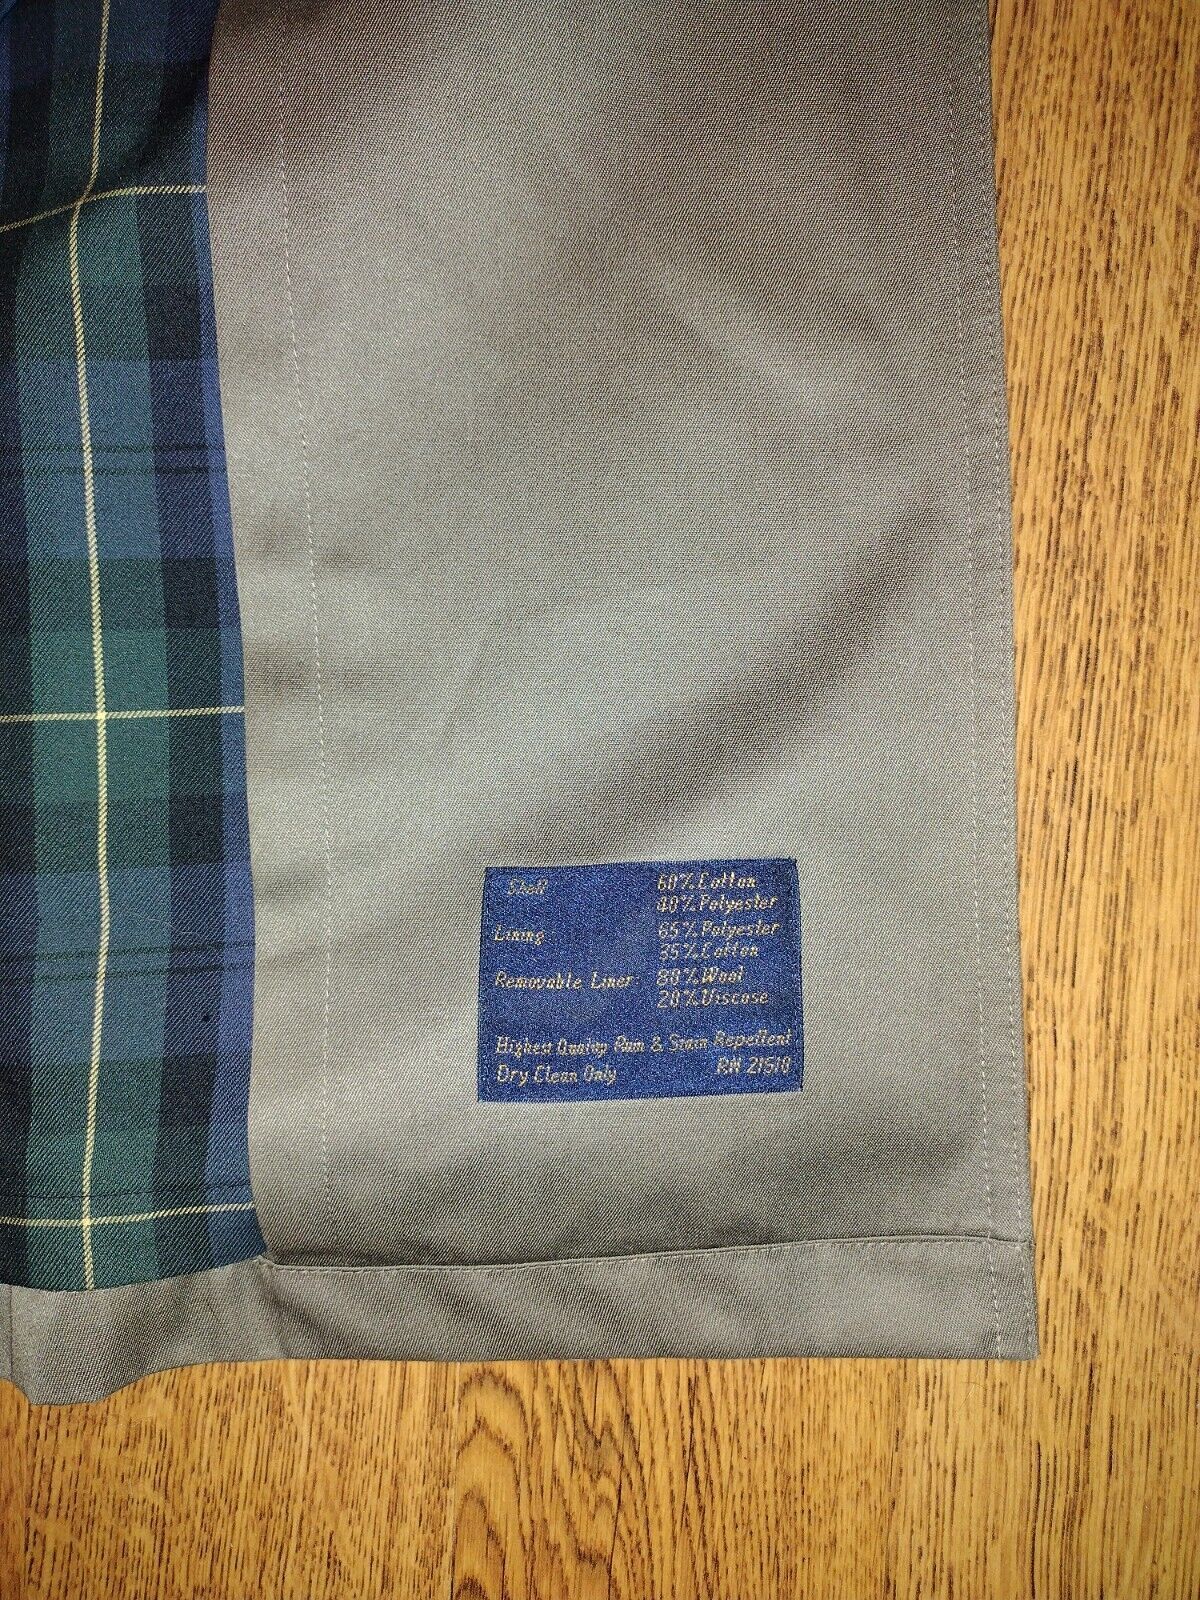 Shell 60% Cotton
40% Polyester
Lining 65% Polyester
35% Cotton
Removable Liner 80% Wool
20% Viscose
Highest Quality Rain & Stain Repellent
Dry Clean Only RN 21510